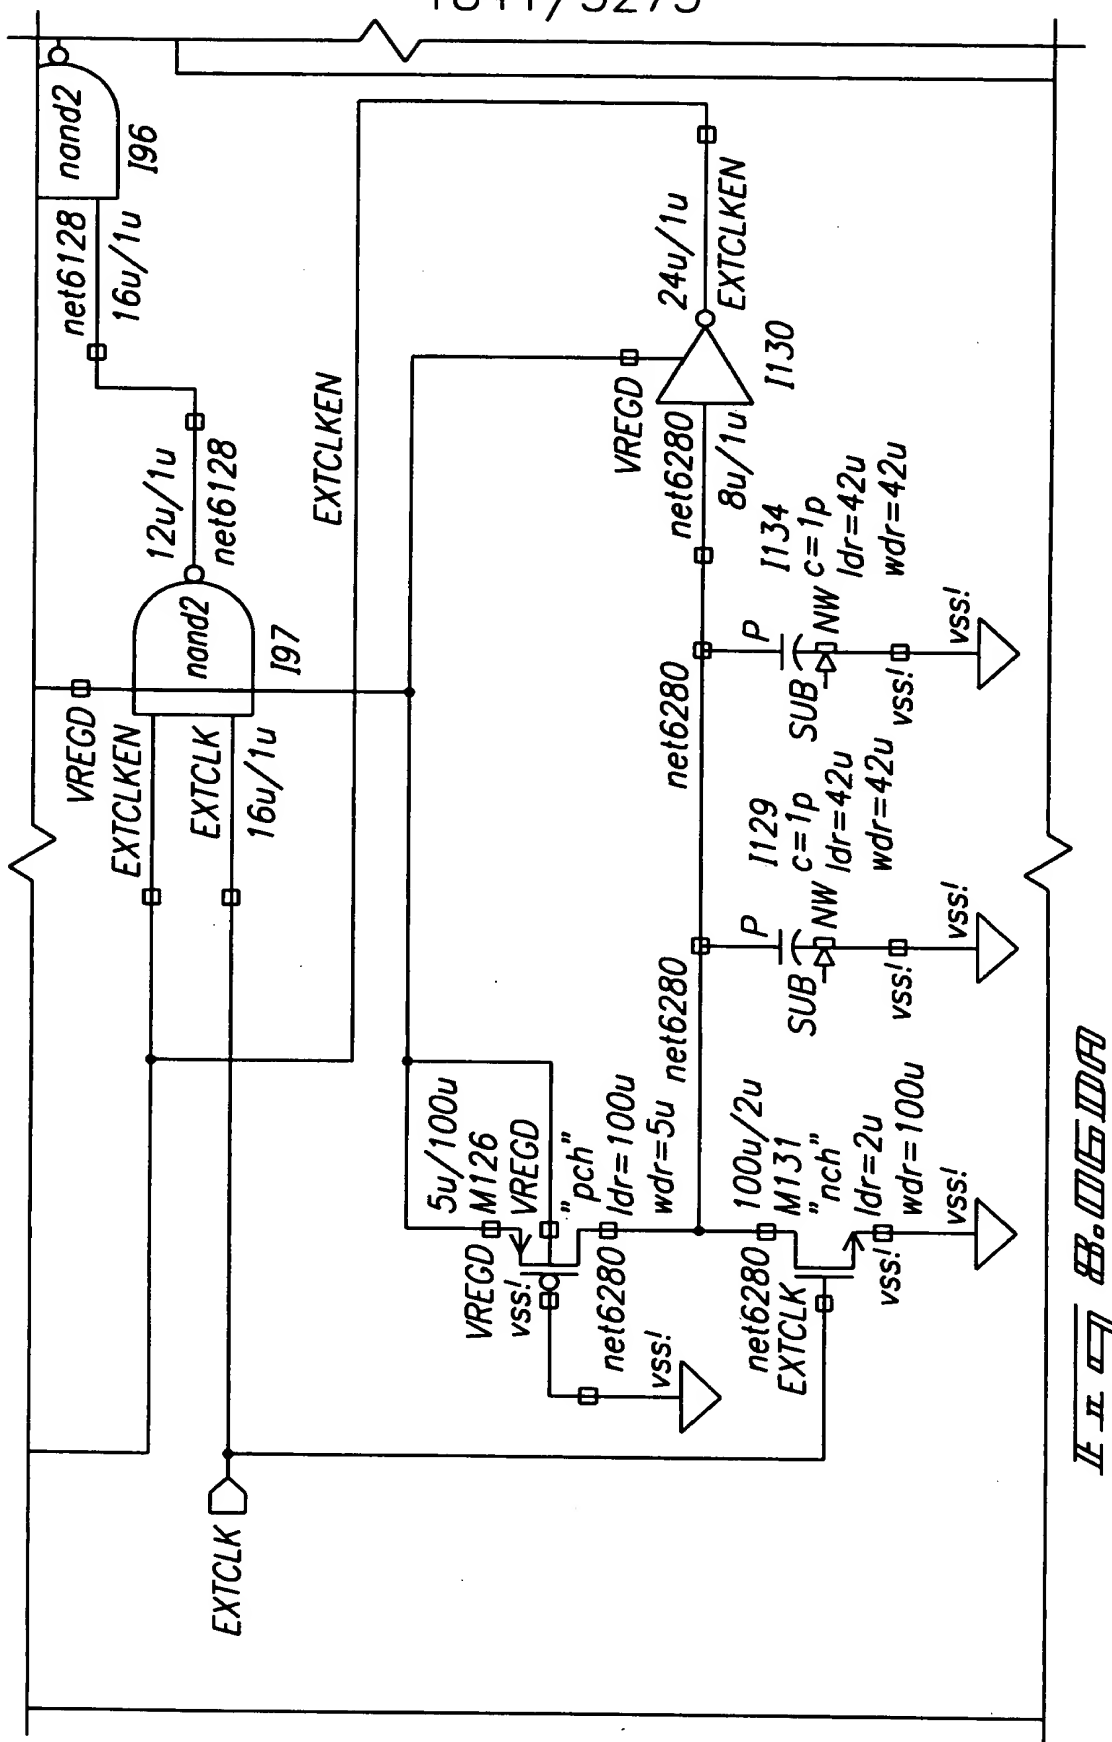 nand2
I96
net6128
16u/1u
12u/1u
net6128
nand2
I97
VREGD
EXTCLKEN
EXTCLK
16u/1u
EXTCLKEN
EXTCLK
24u/1u
EXTCLKEN
I130
VREGD
net6280
8u/1u
I134
c=1p
ldr=42u
wdr=42u
P
NW
SUB
vss!
vss!
net6280
I129
c=1p
ldr=42u
wdr=42u
P
NW
SUB
vss!
vss!
net6280
5u/100u
M126
VREGD
"pch"
ldr=100u
wdr=5u
VREGD
vss!
net6280
vss!
100u/2u
M131
"nch"
ldr=2u
wdr=100u
net6280
EXTCLK
vss!
vss!